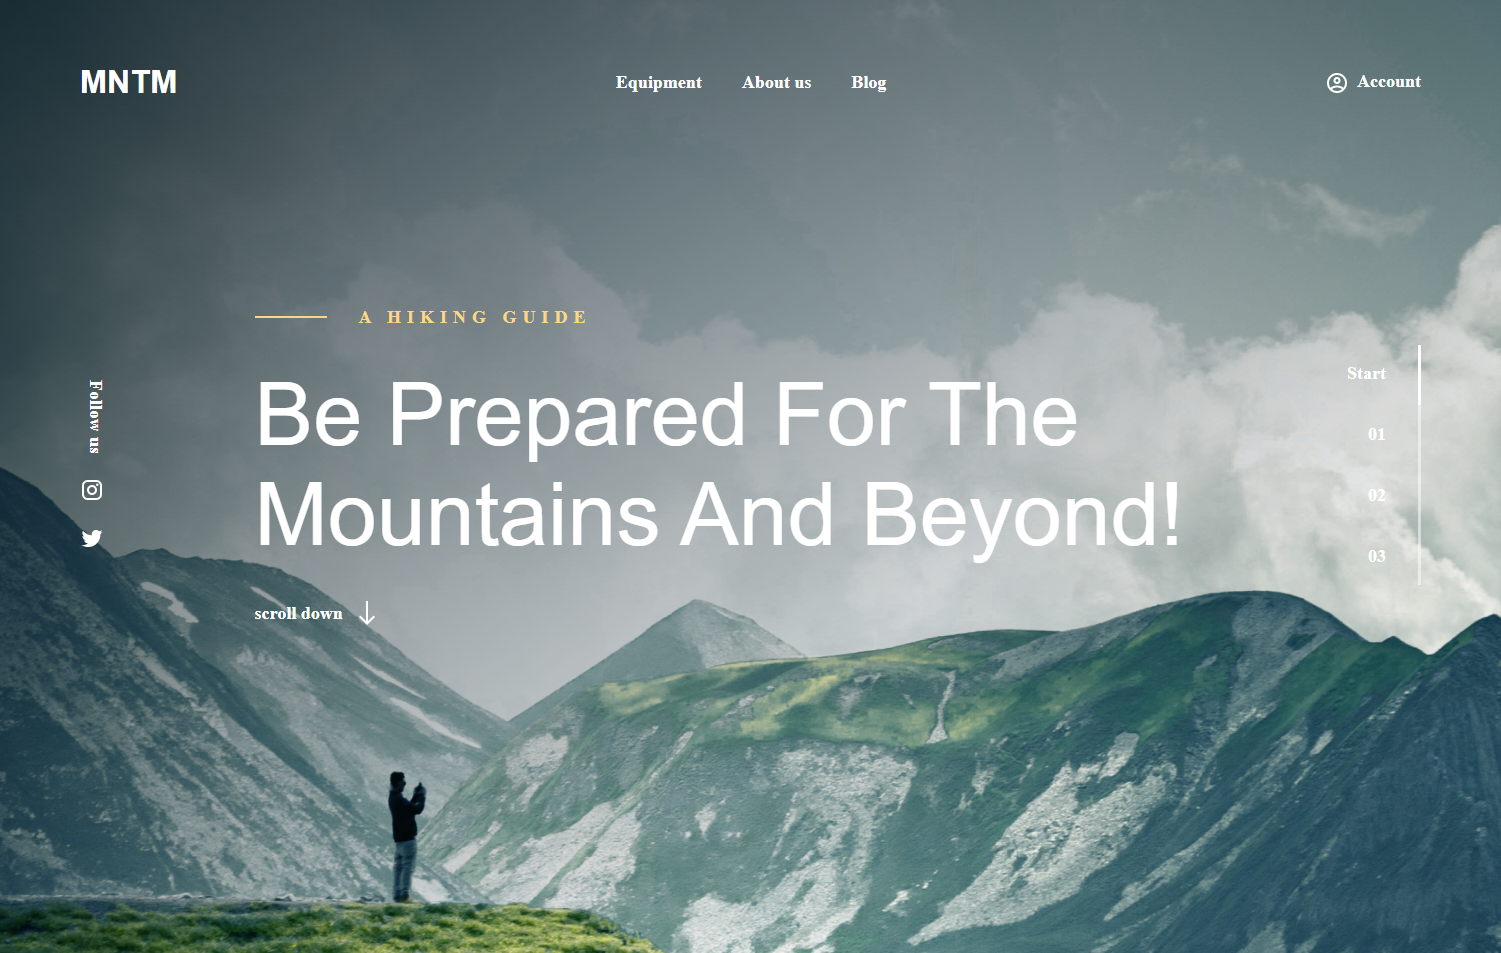 MNTM
Equipment
About us
Blog
Account
A HIKING GUIDE
Be Prepared For The
Mountains And Beyond!
scroll down
Follow us
Start
01
02
03